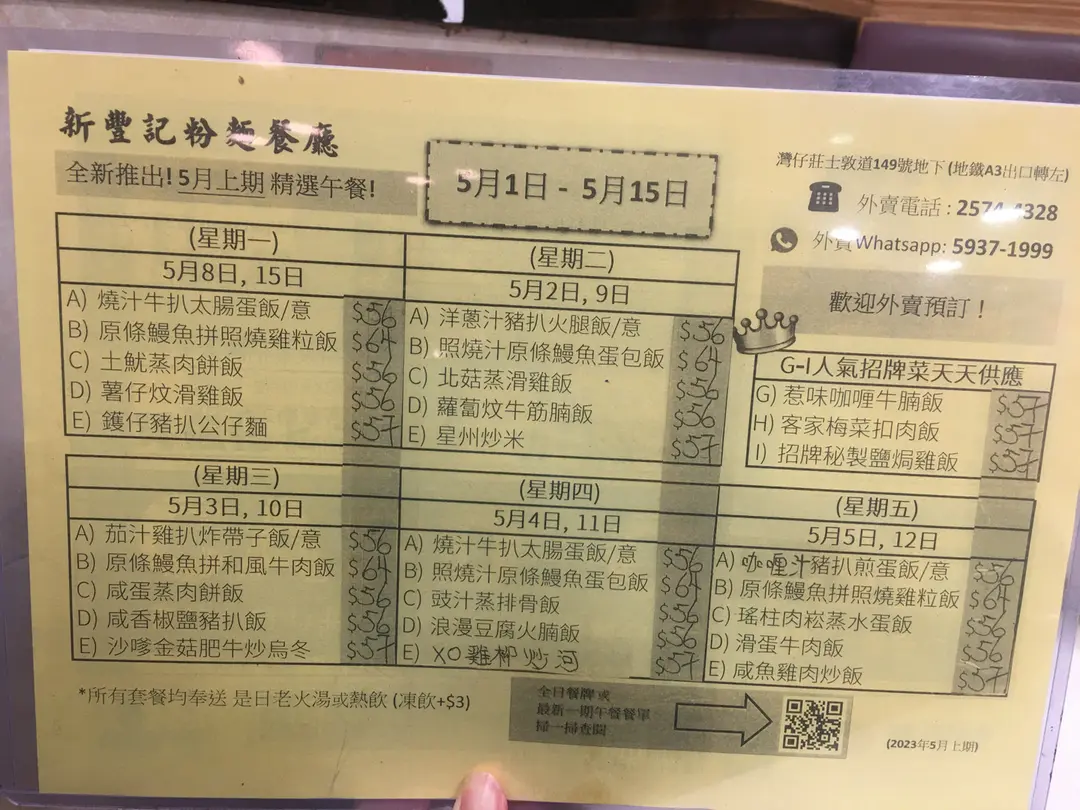 新豐記粉麵餐廳
全新推出! 5月上期 精選午餐!
5月1日 - 5月15日
灣仔莊士敦道149號地下 (地鐵A3出口轉左)
外賣電話 : 2574-4328
外賣Whatsapp: 5937-1999
歡迎外賣預訂 !
(星期一)
5月8日, 15日
A) 燒汁牛扒太腸蛋飯/意 $56
B) 原條鰻魚拼照燒雞粒飯 $64
C) 土魷蒸肉餅飯 $56
D) 薯仔炆滑雞飯 $56
E) 鑊仔豬扒公仔麵 $57
(星期二)
5月2日, 9日
A) 洋蔥汁豬扒火腿飯/意 $56
B) 照燒汁原條鰻魚蛋包飯 $64
C) 北菇蒸滑雞飯 $56
D) 蘿蔔炆牛筋腩飯 $56
E) 星州炒米 $57
G-I人氣招牌菜天天供應
G) 惹味咖喱牛腩飯 $57
H) 客家梅菜扣肉飯 $57
I) 招牌秘製鹽焗雞飯 $57
(星期三)
5月3日, 10日
A) 茄汁雞扒炸帶子飯/意 $56
B) 原條鰻魚拼和風牛肉飯 $64
C) 咸蛋蒸肉餅飯 $56
D) 咸香椒鹽豬扒飯 $56
E) 沙嗲金菇肥牛炒烏冬 $57
(星期四)
5月4日, 11日
A) 燒汁牛扒太腸蛋飯/意 $56
B) 照燒汁原條鰻魚蛋包飯 $64
C) 豉汁蒸排骨飯 $56
D) 浪漫豆腐火腩飯 $56
E) XO雞柳炒河 $57
(星期五)
5月5日, 12日
A) 咖喱汁豬扒煎蛋飯/意 $56
B) 原條鰻魚拼照燒雞粒飯 $64
C) 瑤柱肉崧蒸水蛋飯 $56
D) 滑蛋牛肉飯 $56
E) 咸魚雞肉炒飯 $57
*所有套餐均奉送 是日老火湯或熱飲 (凍飲+$3)
全日餐牌或
最新一期午餐餐單
掃一掃查閱
(2023年5月上期)